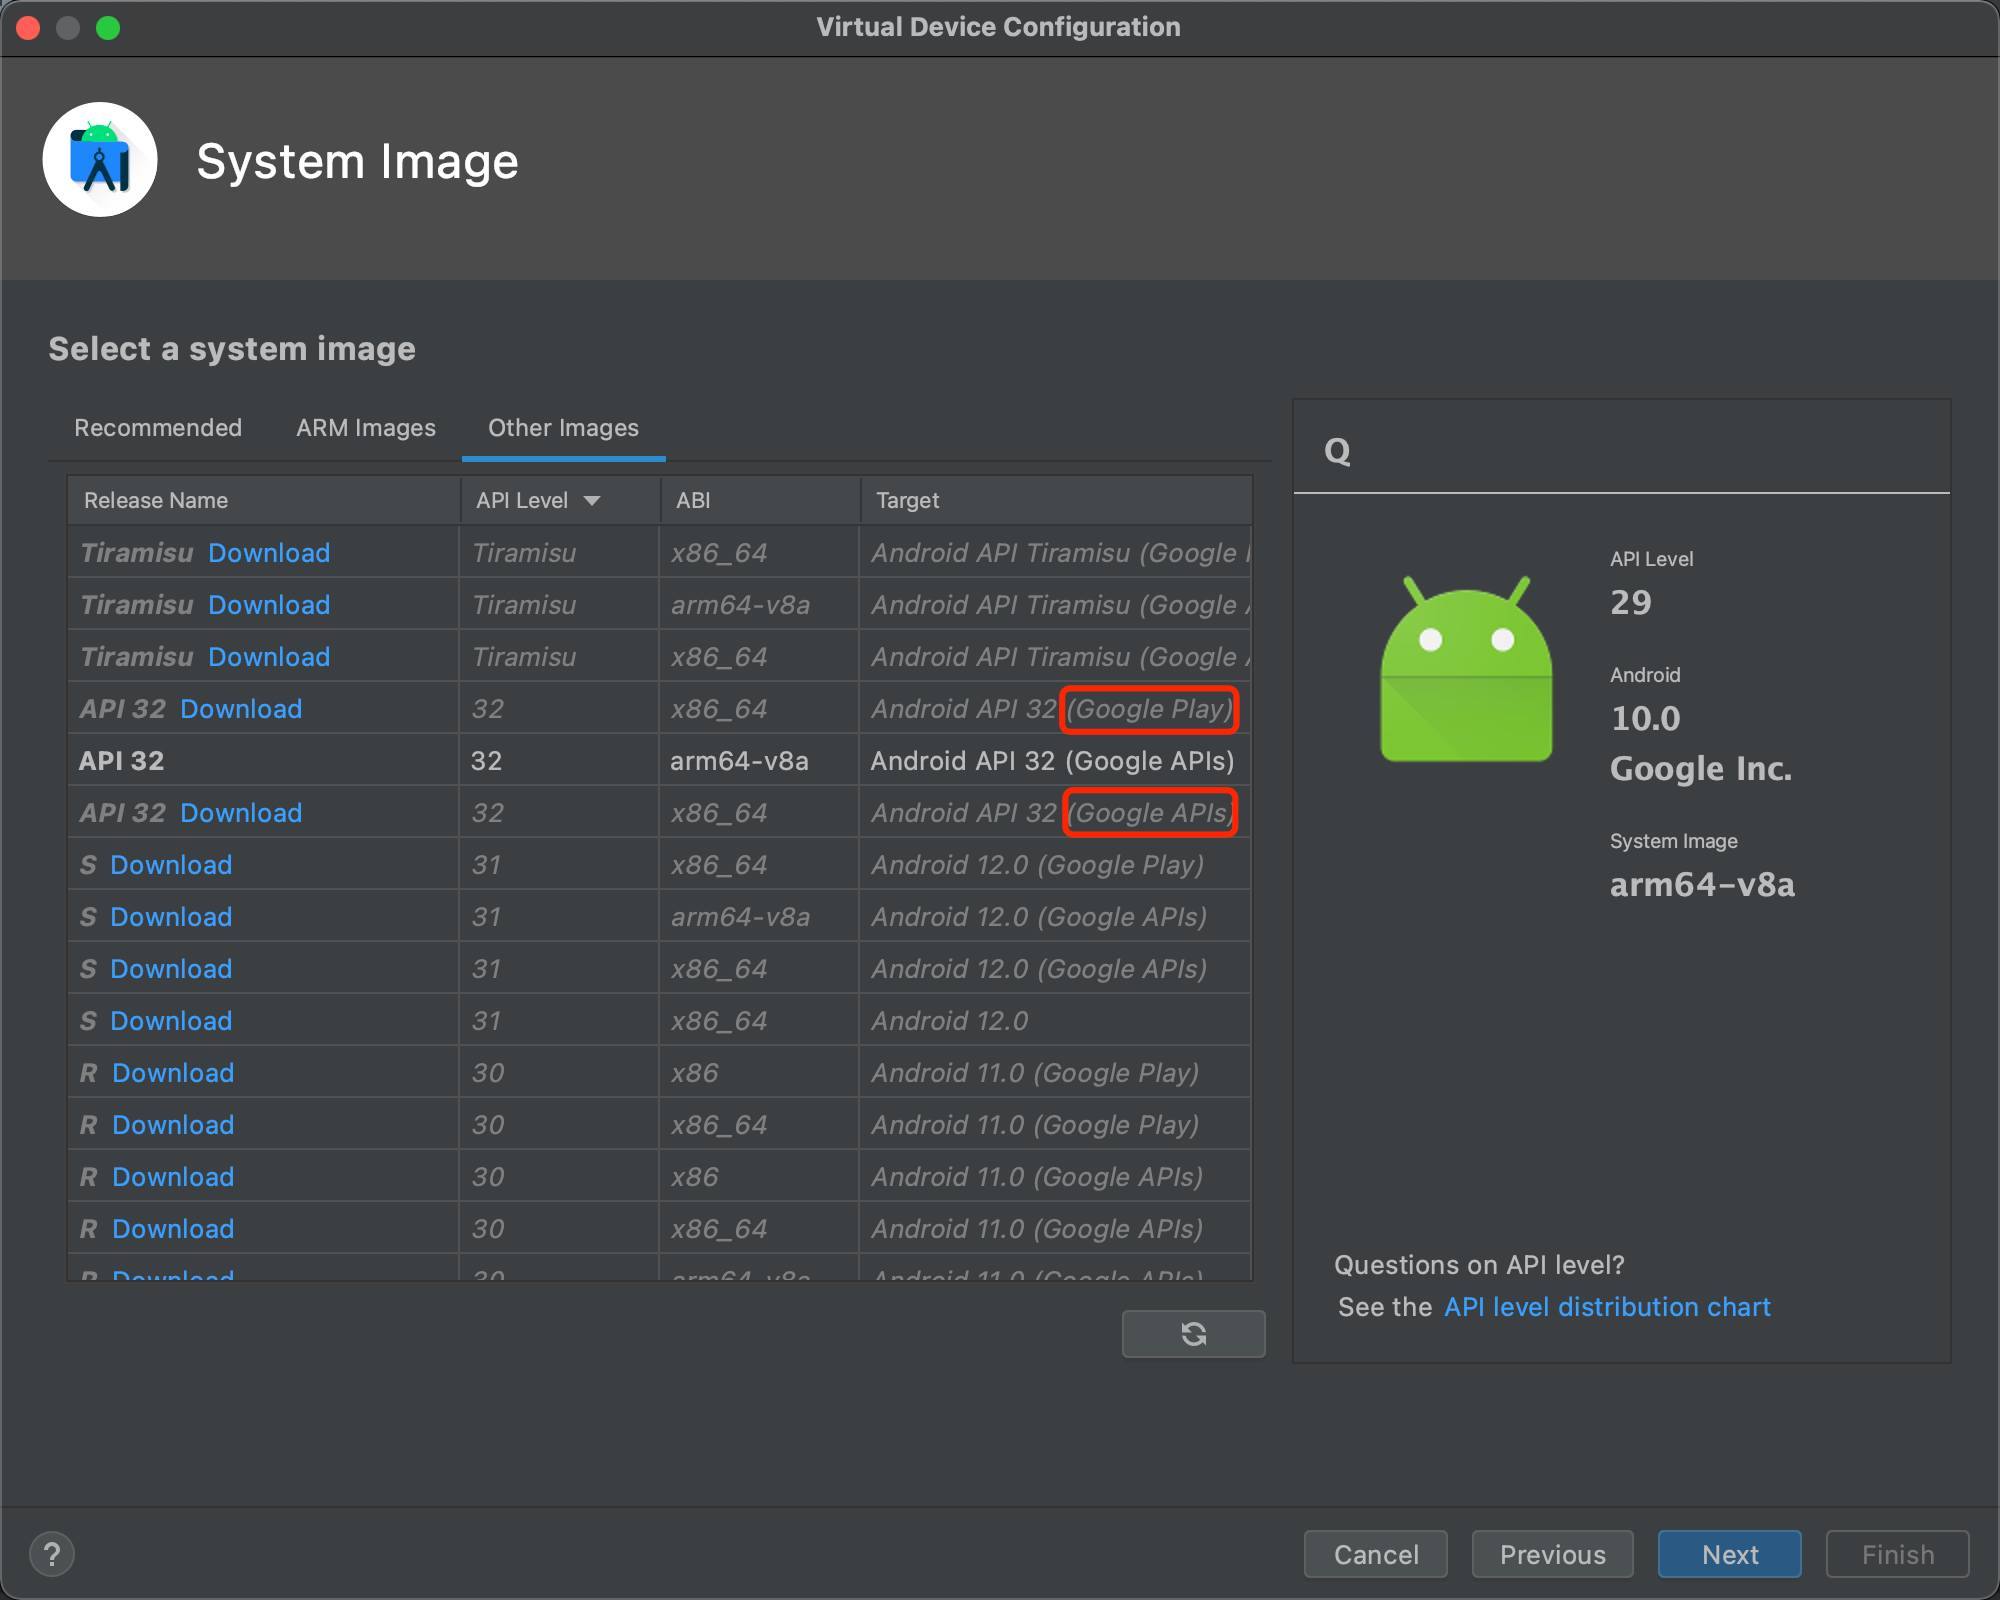 Virtual Device Configuration
System Image
Select a system image
Recommended ARM Images Other Images
Release Name API Level ABI Target
Tiramisu Download Tiramisu x86_64 Android API Tiramisu (Google
Tiramisu Download Tiramisu arm64-v8a Android API Tiramisu (Google
Tiramisu Download Tiramisu x86_64 Android API Tiramisu (Google
API 32 Download 32 x86_64 Android API 32 (Google Play)
API 32 32 arm64-v8a Android API 32 (Google APIs)
API 32 Download 32 x86_64 Android API 32 (Google APIs)
S Download 31 x86_64 Android 12.0 (Google Play)
S Download 31 arm64-v8a Android 12.0 (Google APIs)
S Download 31 x86_64 Android 12.0 (Google APIs)
S Download 31 x86_64 Android 12.0
R Download 30 x86 Android 11.0 (Google Play)
R Download 30 x86_64 Android 11.0 (Google Play)
R Download 30 x86 Android 11.0 (Google APIs)
R Download 30 x86_64 Android 11.0 (Google APIs)
R Download 30 arm64-v8a Android 11.0 (Google APIs)
Q
API Level
29
Android
10.0
Google Inc.
System Image
arm64-v8a
Questions on API level?
See the API level distribution chart
? Cancel Previous Next Finish